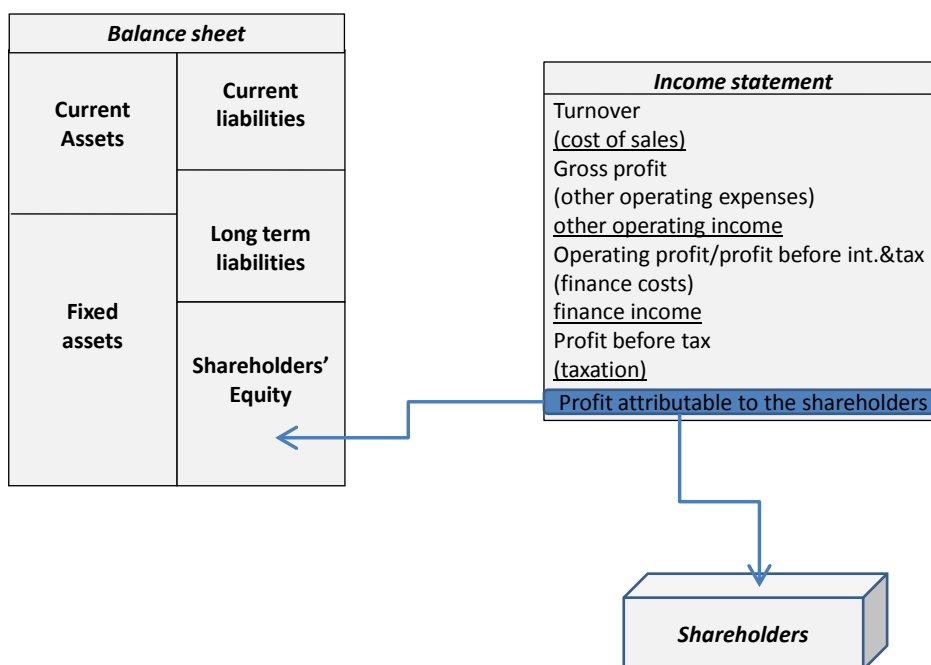 Balance sheet
Current
Assets
Current
liabilities
Long term
liabilities
Fixed
assets
Shareholders’
Equity
Income statement
Turnover
(cost of sales)
Gross profit
(other operating expenses)
other operating income
Operating profit/profit before int.&tax
(finance costs)
finance income
Profit before tax
(taxation)
Profit attributable to the shareholders
Shareholders